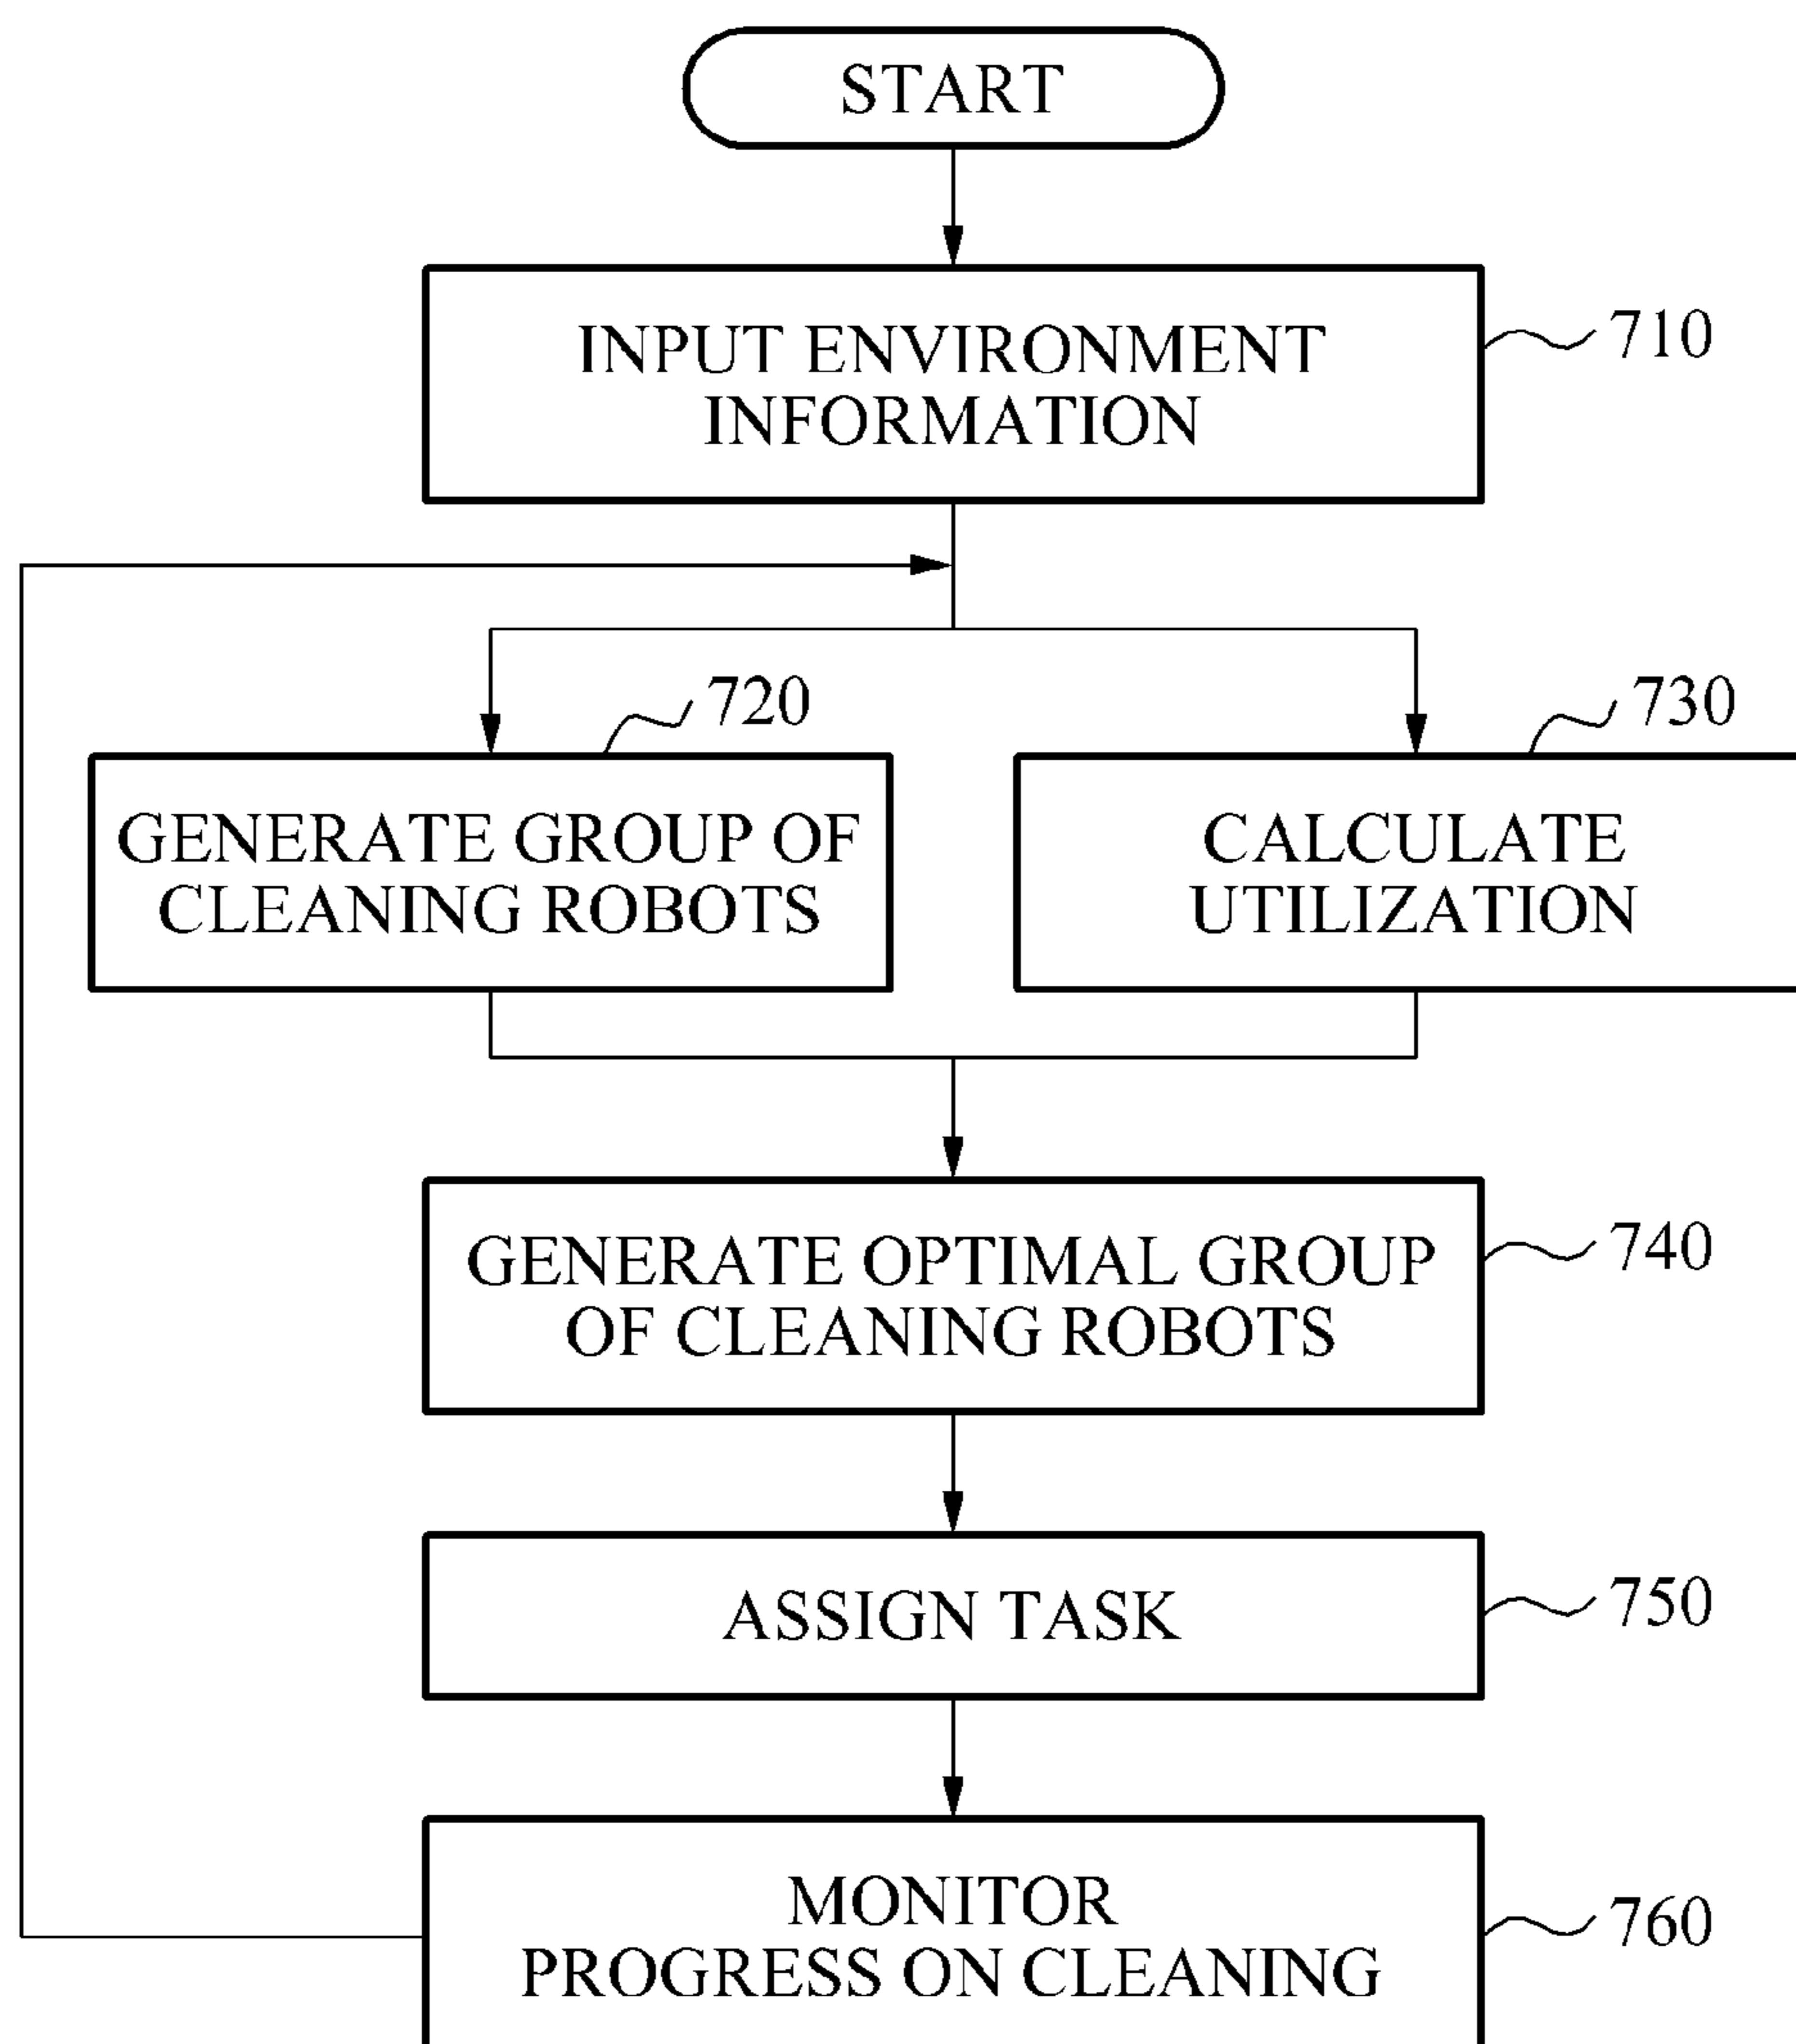 START
INPUT ENVIRONMENT
INFORMATION
710
720
730
GENERATE GROUP OF
CLEANING ROBOTS
CALCULATE
UTILIZATION
GENERATE OPTIMAL GROUP
OF CLEANING ROBOTS
740
ASSIGN TASK
750
MONITOR
PROGRESS ON CLEANING
760